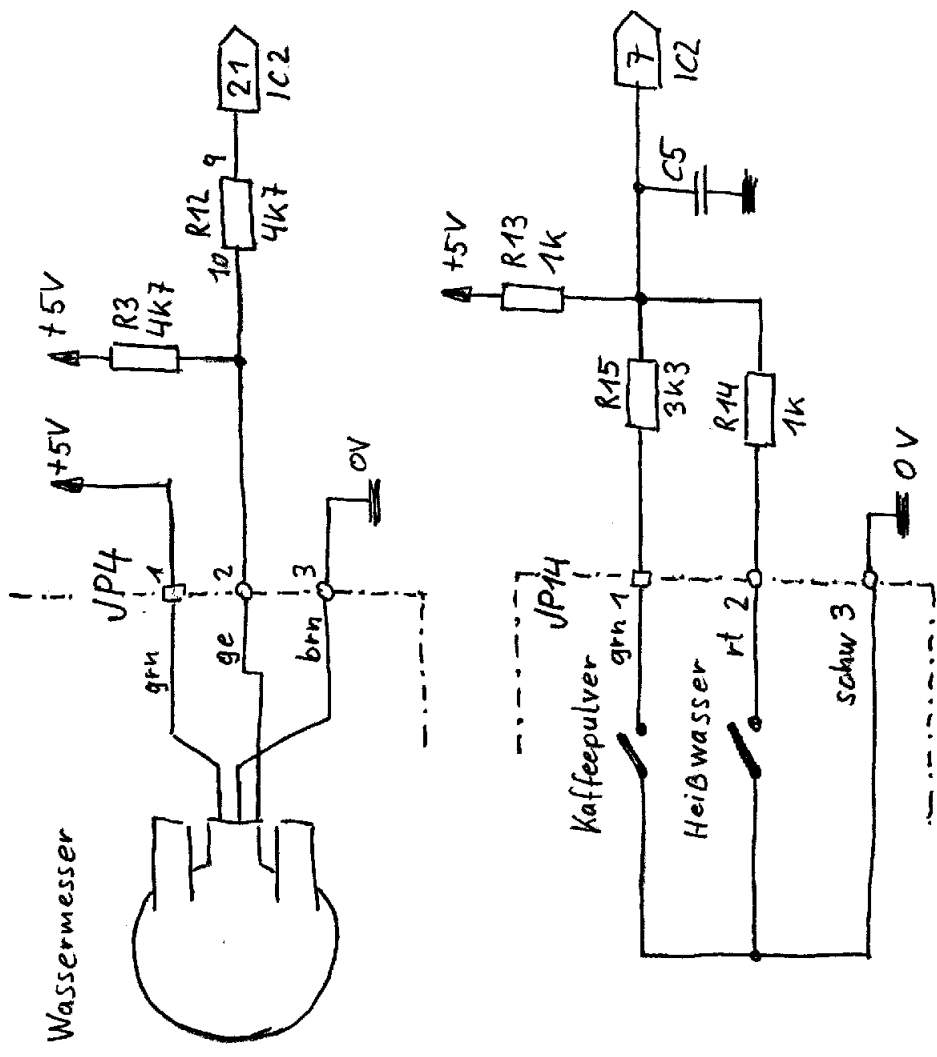 Wassermesser
grn
ge
brn
JP4
1
2
3
+5V
0V
+5V
R3
4K7
10
R12
4K7
9
21
IC2
Kaffeepulver
Heißwasser
grn 1
rt 2
schw 3
JP14
0V
R15
3K3
R14
1K
+5V
R13
1K
C5
7
IC2